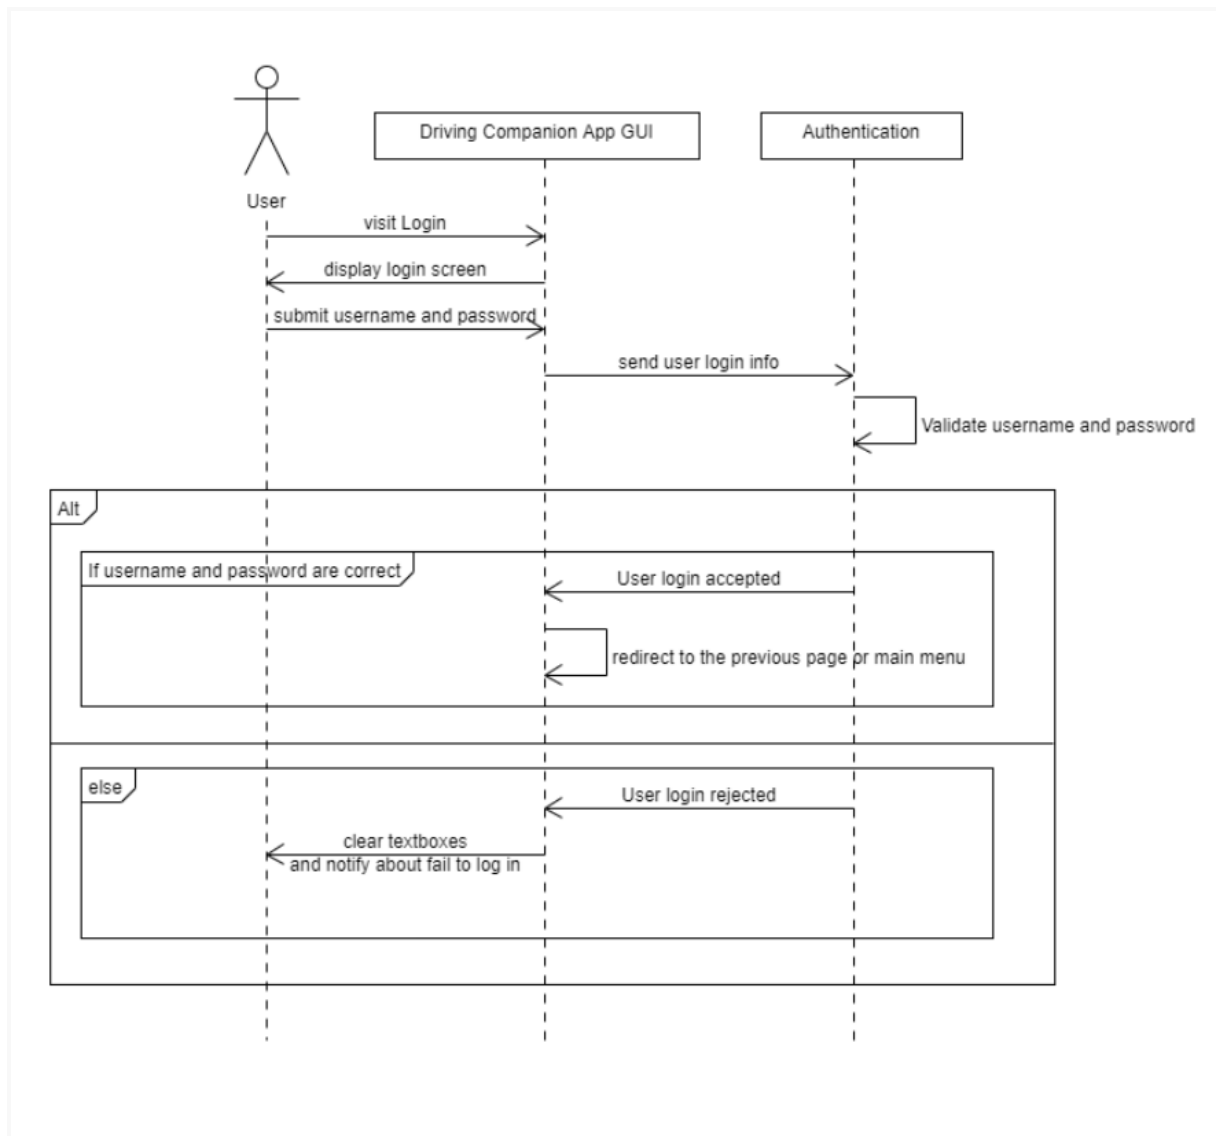 Driving Companion App GUI
Authentication
User
visit Login
display login screen
submit username and password
send user login info
Validate username and password
Alt
If username and password are correct
User login accepted
redirect to the previous page or main menu
else
User login rejected
clear textboxes
and notify about fail to log in